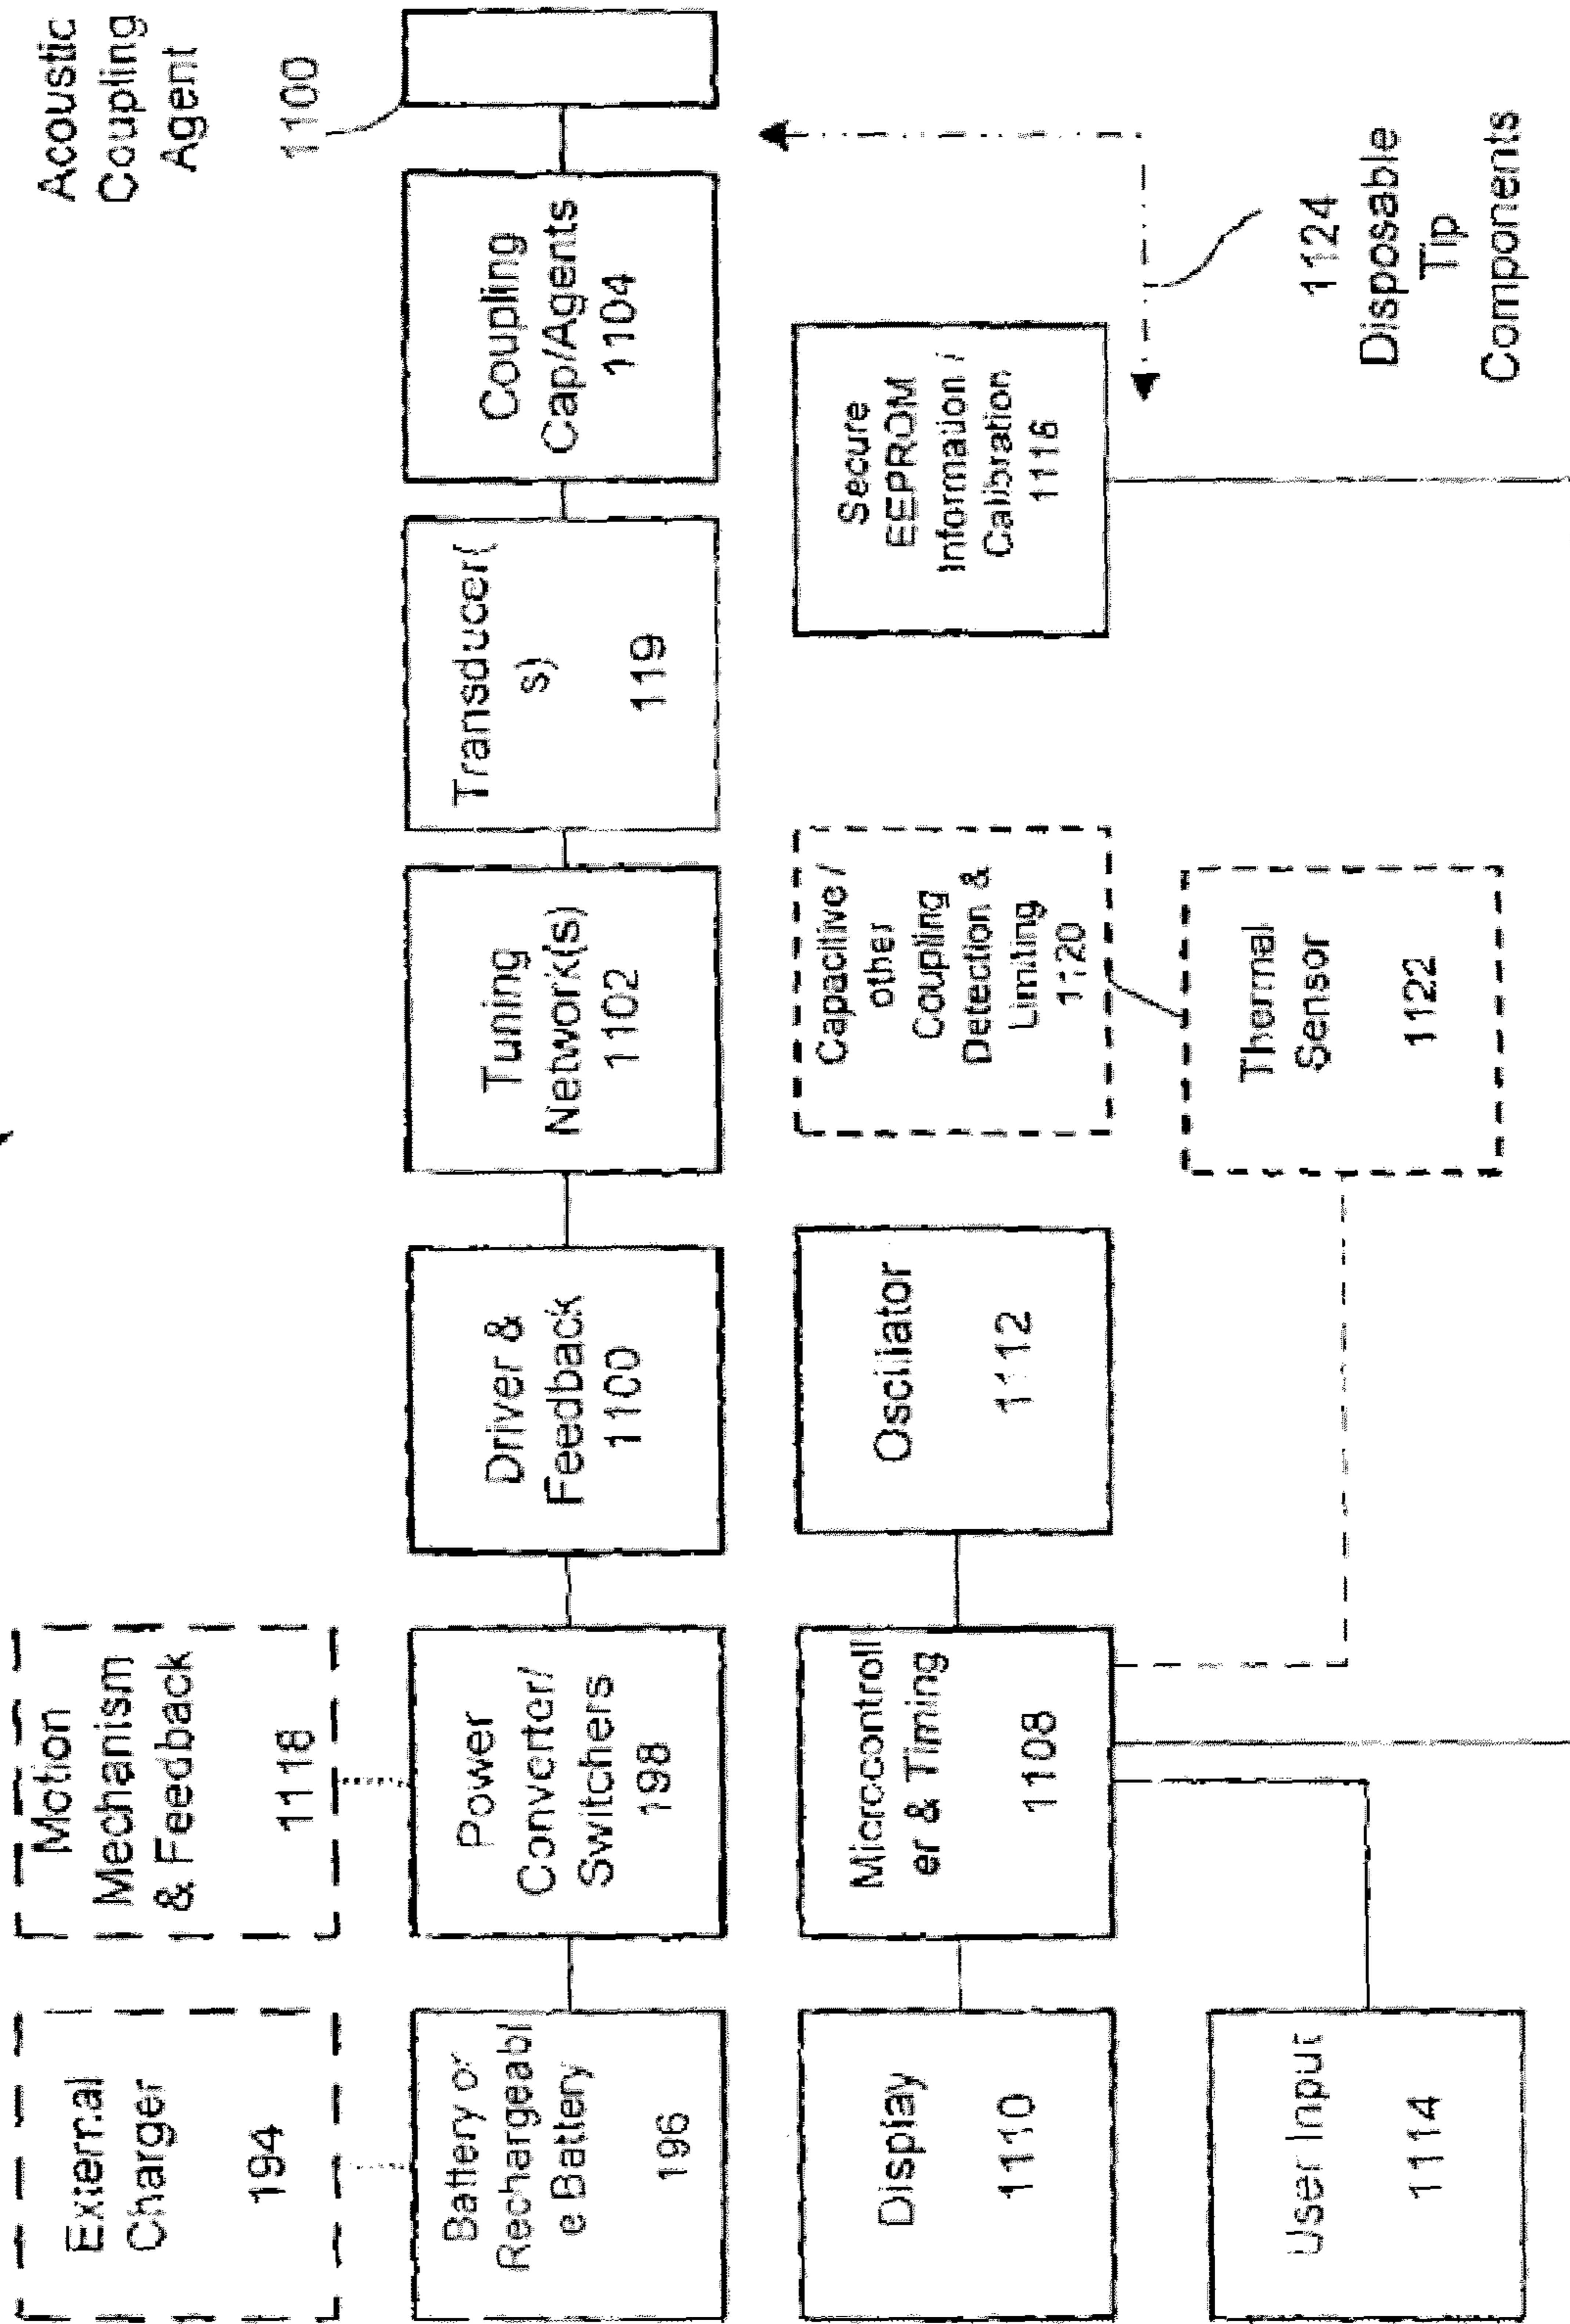 External
Charger
194
Motion
Mechanism
& Feedback
1118
Acoustic
Coupling
Agent
1100
Battery or
Rechargeabl
e Battery
196
Power
Converter/
Switchers
198
Driver &
Feedback
1100
Tuning
Network(s)
1102
Transducer(
s)
119
Coupling
Cap/Agents
1104
Display
1110
Microcontroll
er & Timing
1108
Oscillator
1112
Capacitive /
other
Coupling
Detection &
Limiting
1120
Secure
EEPROM
Information /
Calibration
1116
User Input
1114
Thermal
Sensor
1122
1124
Disposable
Tip
Components